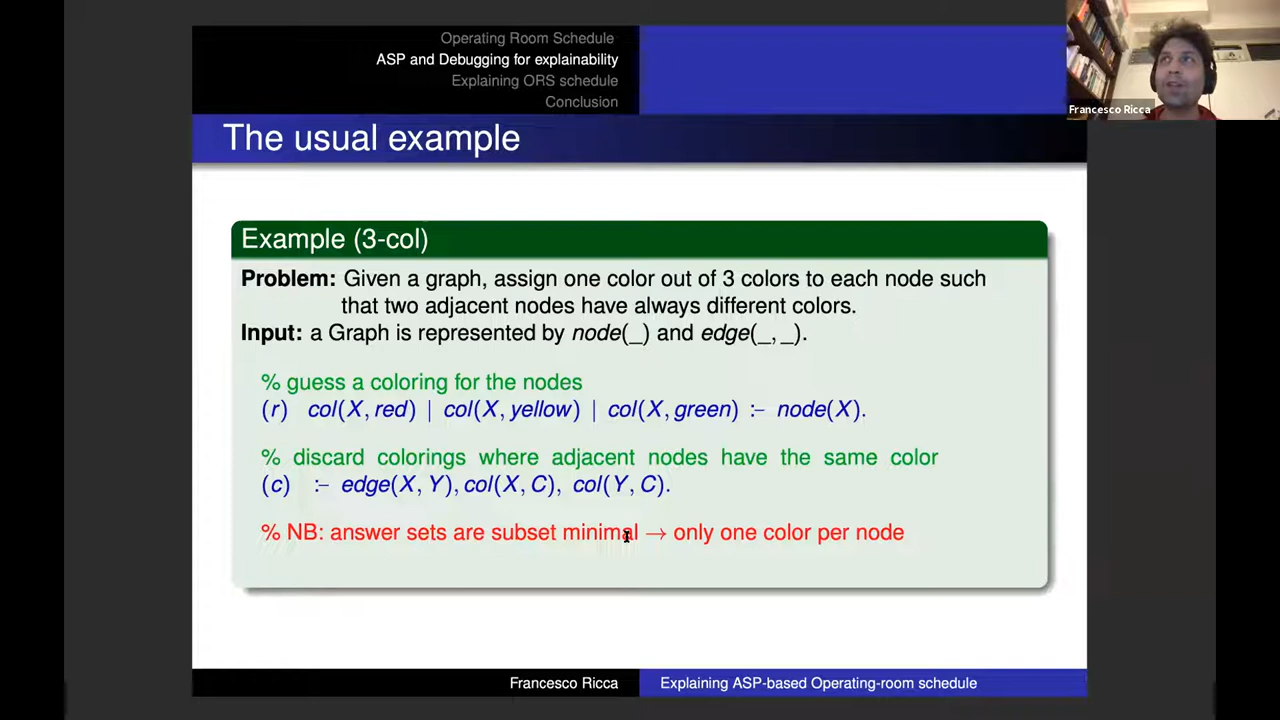 Operating Room Schedule
ASP and Debugging for explainability
Explaining ORS schedule
Conclusion
Francesco Ricca
The usual example
Example (3-col)
Problem: Given a graph, assign one color out of 3 colors to each node such
that two adjacent nodes have always different colors.
Input: a Graph is represented by node(_) and edge(_, _).
% guess a coloring for the nodes
(r) col(X, red) | col(X, yellow) | col(X, green) :- node(X).
% discard colorings where adjacent nodes have the same color
(c) :- edge(X, Y), col(X, C), col(Y, C).
% NB: answer sets are subset minimal → only one color per node
Francesco Ricca
Explaining ASP-based Operating-room schedule